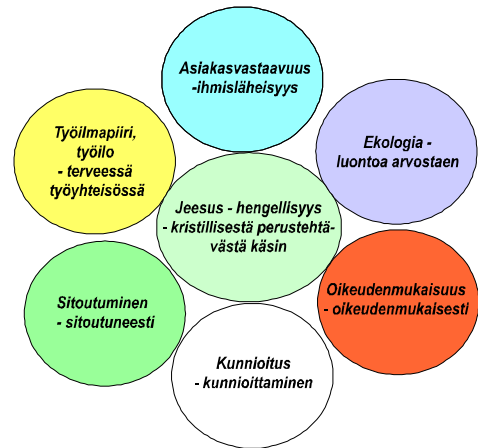 Asiakasvastaavuus
-ihmisläheisyys
Työilmapiiri,
työilo
- terveessä
työyhteisössä
Ekologia -
luontoa arvostaen
Jeesus - hengellisyys
- kristillisestä perustehtä-
västä käsin
Sitoutuminen
- sitoutuneesti
Oikeudenmukaisuus
- oikeudenmukaisesti
Kunnioitus
- kunnioittaminen